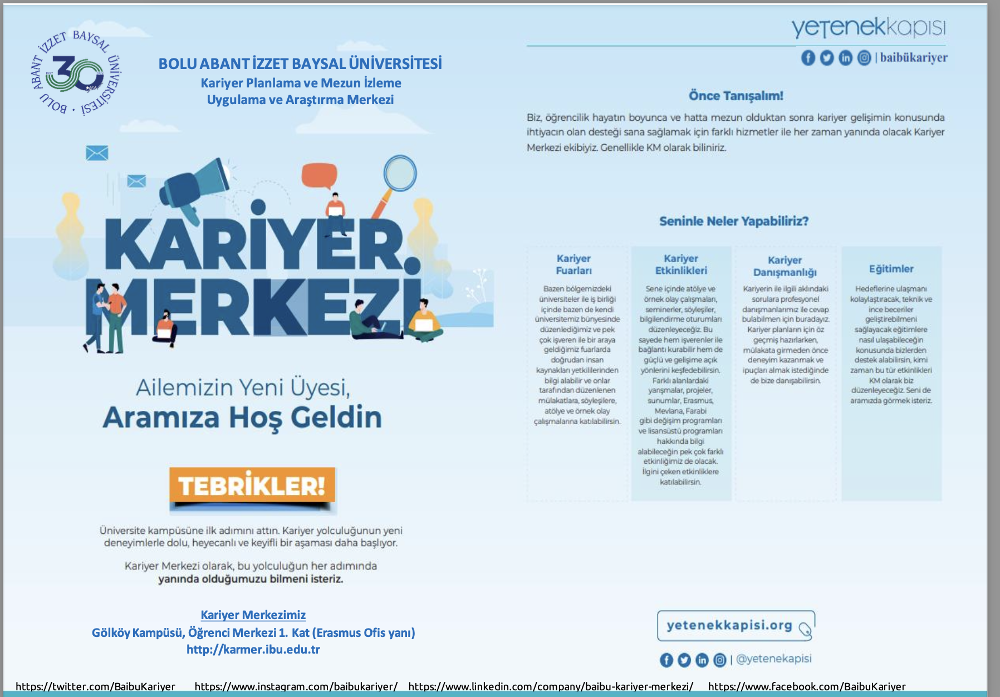 BOLU ABANT İZZET BAYSAL ÜNİVERSİTESİ ·
30
1992
BOLU ABANT İZZET BAYSAL ÜNİVERSİTESİ
Kariyer Planlama ve Mezun İzleme
Uygulama ve Araştırma Merkezi
KARİYER
MERKEZİ
Ailemizin Yeni Üyesi,
Aramıza Hoş Geldin
TEBRİKLER!
Üniversite kampüsüne ilk adımını attın. Kariyer yolculuğunun yeni
deneyimlerle dolu, heyecanlı ve keyifli bir aşaması daha başlıyor.
Kariyer Merkezi olarak, bu yolculuğun her adımında
yanında olduğumuzu bilmeni isteriz.
Kariyer Merkezimiz
Gölköy Kampüsü, Öğrenci Merkezi 1. Kat (Erasmus Ofis yanı)
http://karmer.ibu.edu.tr
yetenekkapısı
| baibükariyer
Önce Tanışalım!
Biz, öğrencilik hayatın boyunca ve hatta mezun olduktan sonra kariyer gelişimin konusunda
ihtiyacın olan desteği sana sağlamak için farklı hizmetler ile her zaman yanında olacak Kariyer
Merkezi ekibiyiz. Genellikle KM olarak biliniriz.
Seninle Neler Yapabiliriz?
Kariyer
Fuarları
Bazen bölgemizdeki
üniversiteler ile iş birliği
içinde bazen de kendi
üniversitemiz bünyesinde
düzenlediğimiz ve pek
çok işveren ile bir araya
geldiğimiz fuarlarda
doğrudan insan
kaynakları yetkililerinden
bilgi alabilir ve onlar
tarafından düzenlenen
mülakatlara, söyleşilere,
atölye ve örnek olay
çalışmalarına katılabilirsin.
Kariyer
Etkinlikleri
Sene içinde atölye ve
örnek olay çalışmaları,
seminerler, söyleşiler,
bilgilendirme oturumları
düzenleyeceğiz. Bu
sayede hem işverenler ile
bağlantı kurabilir hem de
güçlü ve gelişime açık
yönlerini keşfedebilirsin.
Farklı alanlardaki
yarışmalar, projeler,
sunumlar, Erasmus,
Mevlana, Farabi
gibi değişim programları
ve lisansüstü programları
hakkında bilgi
alabileceğin pek çok farklı
etkinliğimiz de olacak.
İlgini çeken etkinliklere
katılabilirsin.
Kariyer
Danışmanlığı
Kariyerin ile ilgili aklındaki
sorulara profesyonel
danışmanlarımız ile cevap
bulabilmen için buradayız.
Kariyer planların için öz
geçmiş hazırlarken,
mülakata girmeden önce
deneyim kazanmak ve
ipuçları almak istediğinde
de bize danışabilirsin.
Eğitimler
Hedeflerine ulaşmanı
kolaylaştıracak, teknik ve
ince beceriler
geliştirebilmeni
sağlayacak eğitimlere
nasıl ulaşabileceğin
konusunda bizlerden
destek alabilirsin, kimi
zaman bu tür etkinlikleri
KM olarak biz
düzenleyeceğiz. Seni de
aramızda görmek isteriz.
yetenekkapisi.org
| @yetenekapisi
https://twitter.com/BaibuKariyer https://www.instagram.com/baibukariyer/ https://www.linkedin.com/company/baibu-kariyer-merkezi/ https://www.facebook.com/BaibuKariyer